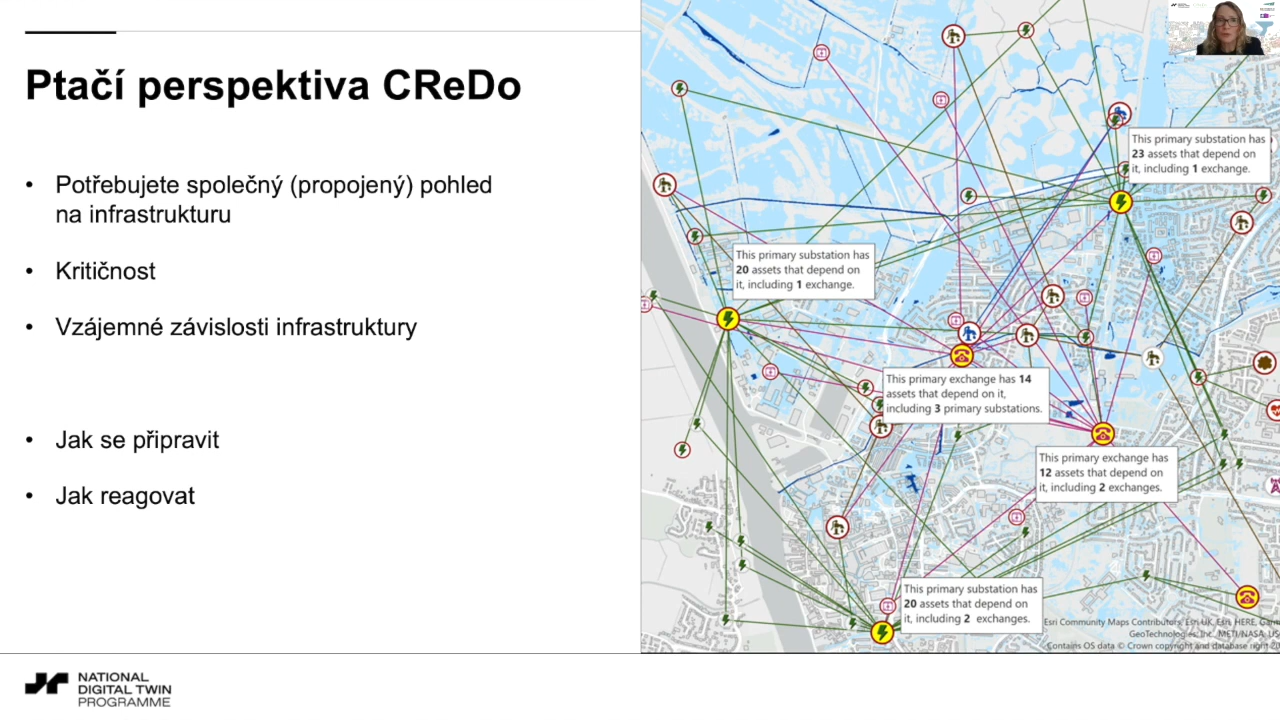 Ptačí perspektiva CReDo
• Potřebujete společný (propojený) pohled
na infrastrukturu
• Kritičnost
• Vzájemné závislosti infrastruktury
• Jak se připravit
• Jak reagovat
This primary substation has
23 assets that depend on
it, including 1 exchange.
This primary substation has
20 assets that depend on
it, including 1 exchange.
This primary exchange has 14
assets that depend on it,
including 3 primary substations.
This primary exchange has
12 assets that depend on
it, including 2 exchanges.
This primary substation has
20 assets that depend on
it, including 2 exchanges.
Esri Community Maps Contributors, Esri UK, Esri, HERE,
GeoTechnologies, Inc., METI/NASA,
Contains OS data © Crown copyright and database right
NATIONAL
DIGITAL TWIN
PROGRAMME